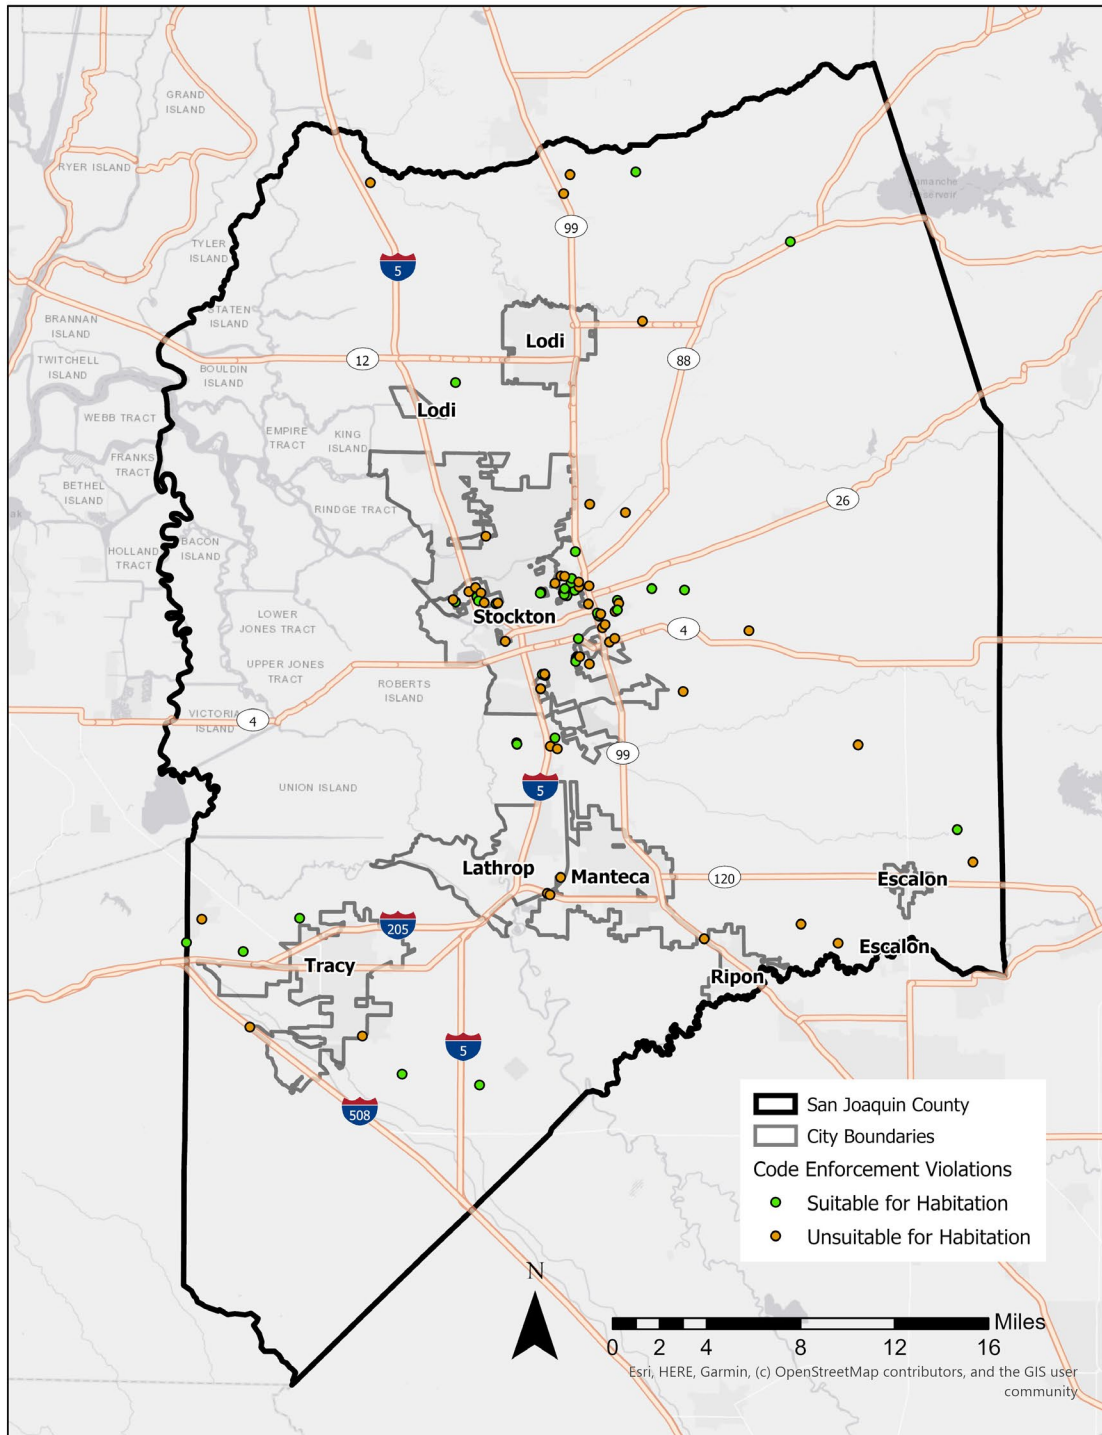 GRAND
ISLAND
RYER ISLAND
TYLER
ISLAND
99
5
BRANNAN
ISLAND
STATEN
ISLAND
Lodi
TWITCHELL
ISLAND
12
88
BOULDIN
ISLAND
Lodi
WEBB TRACT
EMPIRE
TRACT
KING
ISLAND
FRANKS
TRACT
BETHEL
ISLAND
26
RINDGE TRACT
BACON
ISLAND
HOLLAND
TRACT
Stockton
LOWER
JONES TRACT
4
UPPER JONES
TRACT
ROBERTS
ISLAND
VICTORIA
ISLAND
4
99
UNION ISLAND
5
Lathrop
Manteca
120
Escalon
205
Escalon
Tracy
Ripon
5
508
San Joaquin County
City Boundaries
Code Enforcement Violations
Suitable for Habitation
Unsuitable for Habitation
N
Miles
0 2 4 8 12 16
Esri, HERE, Garmin, (c) OpenStreetMap contributors, and the GIS user
community